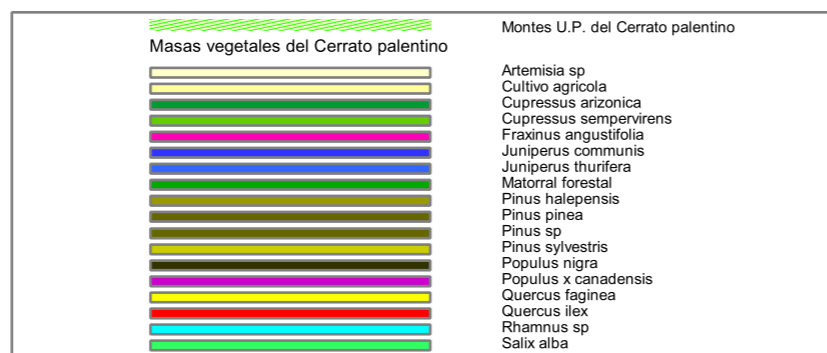 Montes U.P. del Cerrato palentino
Masas vegetales del Cerrato palentino
Artemisia sp
Cultivo agricola
Cupressus arizonica
Cupressus sempervirens
Fraxinus angustifolia
Juniperus communis
Juniperus thurifera
Matorral forestal
Pinus halepensis
Pinus pinea
Pinus sp
Pinus sylvestris
Populus nigra
Populus x canadensis
Quercus faginea
Quercus ilex
Rhamnus sp
Salix alba